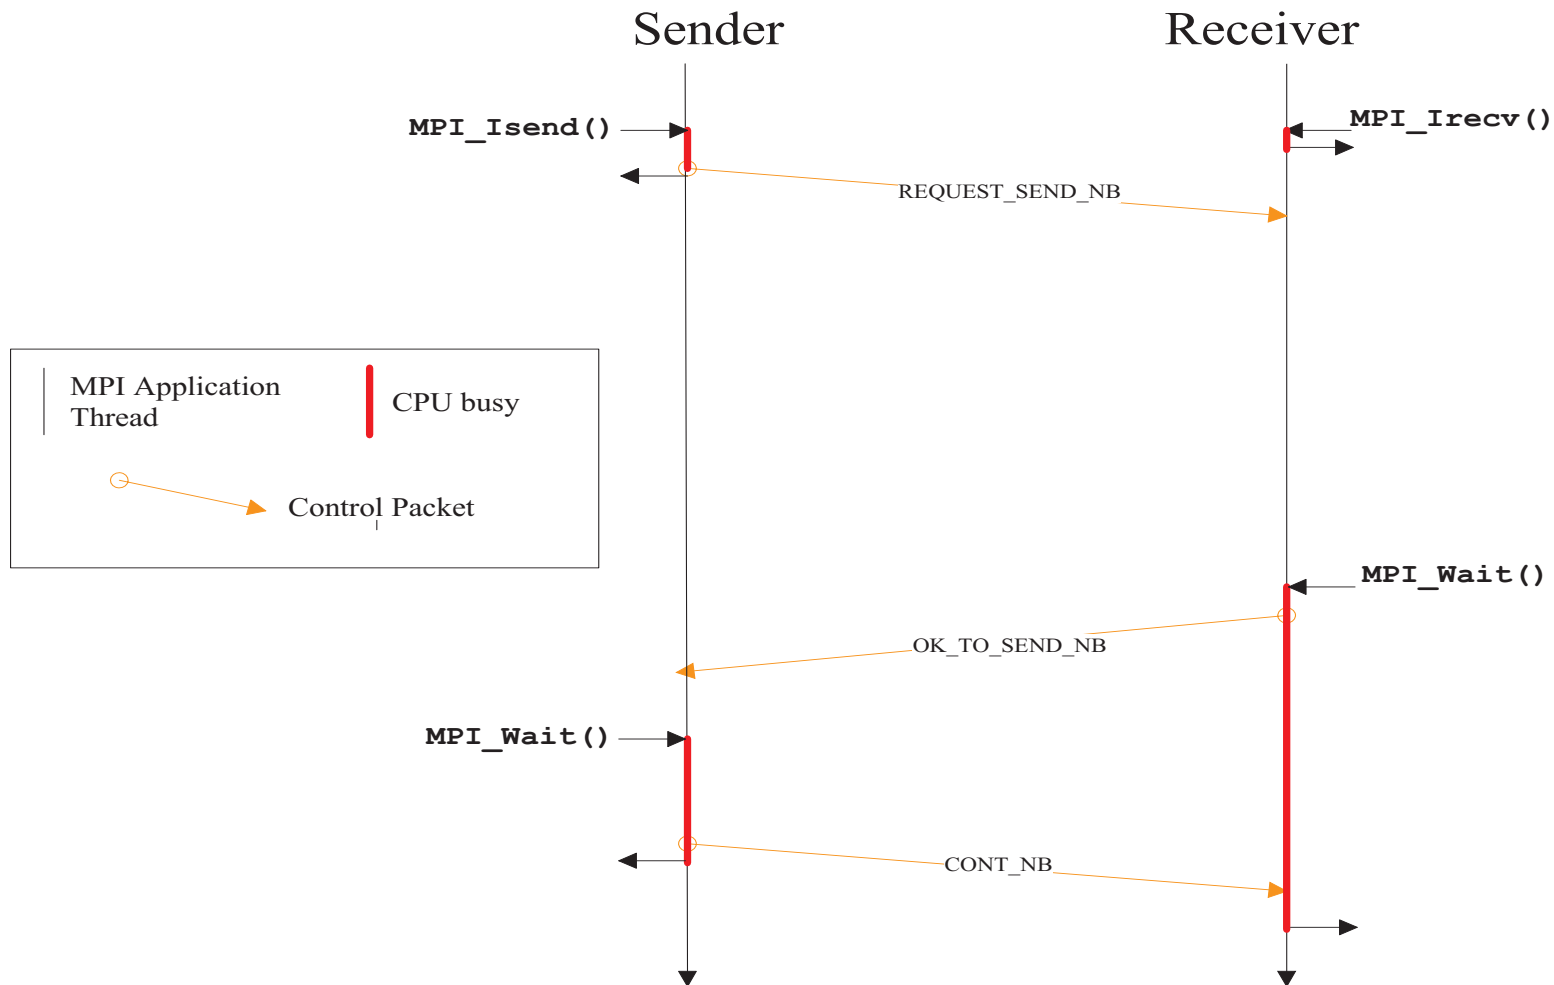 Sender
Receiver
MPI_Isend()
MPI_Irecv()
REQUEST_SEND_NB
MPI Application
Thread
CPU busy
Control Packet
MPI_Wait()
OK_TO_SEND_NB
MPI_Wait()
CONT_NB